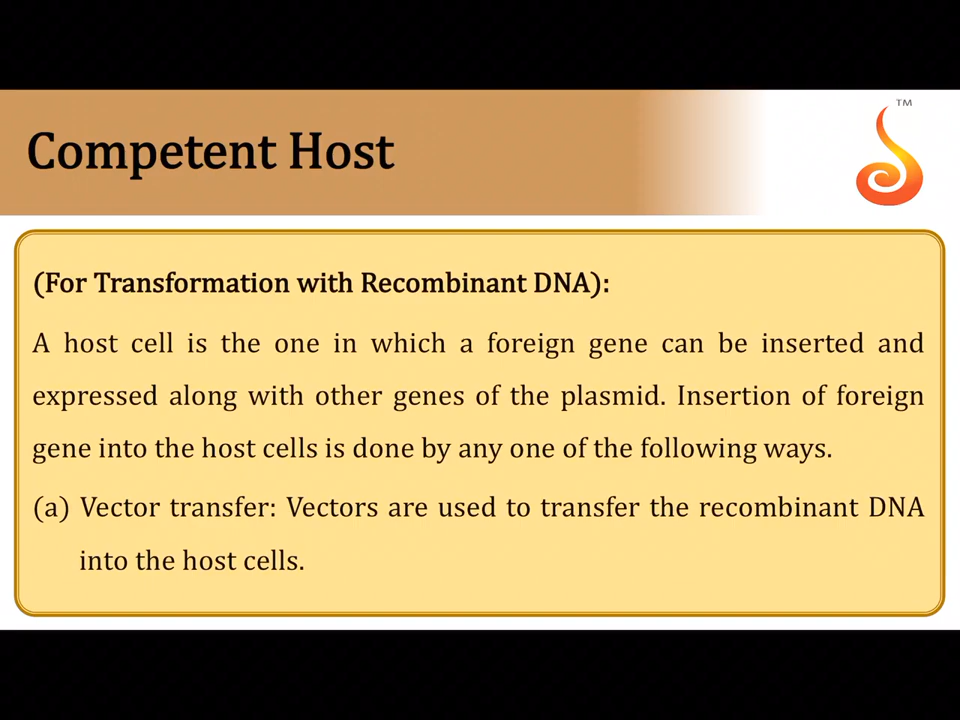 TM
Competent Host
(For Transformation with Recombinant DNA):
A host cell is the one in which a foreign gene can be inserted and
expressed along with other genes of the plasmid. Insertion of foreign
gene into the host cells is done by any one of the following ways.
(a) Vector transfer: Vectors are used to transfer the recombinant DNA
into the host cells.